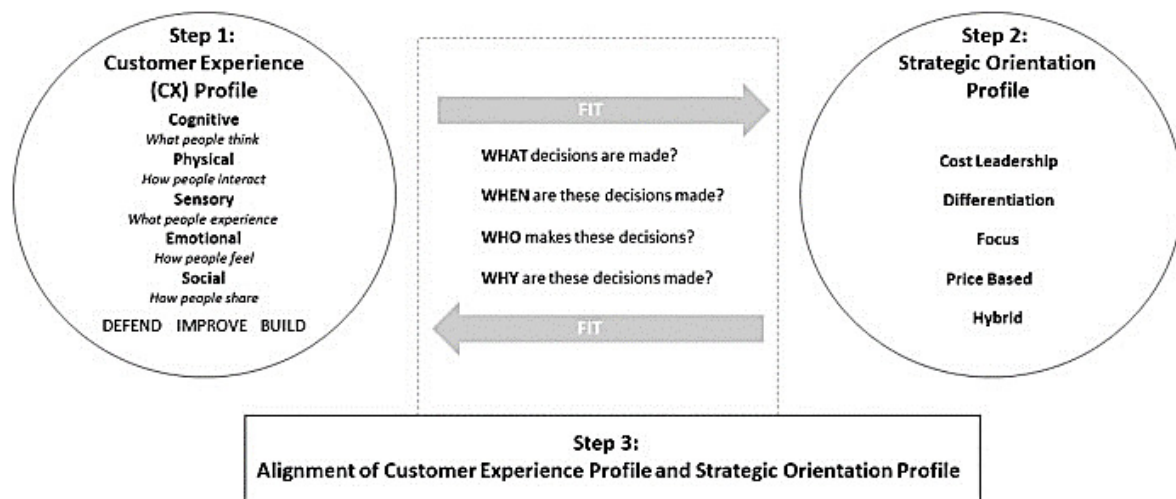 Step 1:
Customer Experience
(CX) Profile
Cognitive
What people think
Physical
How people interact
Sensory
What people experience
Emotional
How people feel
Social
How people share
DEFEND IMPROVE BUILD
FIT
WHAT decisions are made?
WHEN are these decisions made?
WHO makes these decisions?
WHY are these decisions made?
FIT
Step 2:
Strategic Orientation
Profile
Cost Leadership
Differentiation
Focus
Price Based
Hybrid
Step 3:
Alignment of Customer Experience Profile and Strategic Orientation Profile